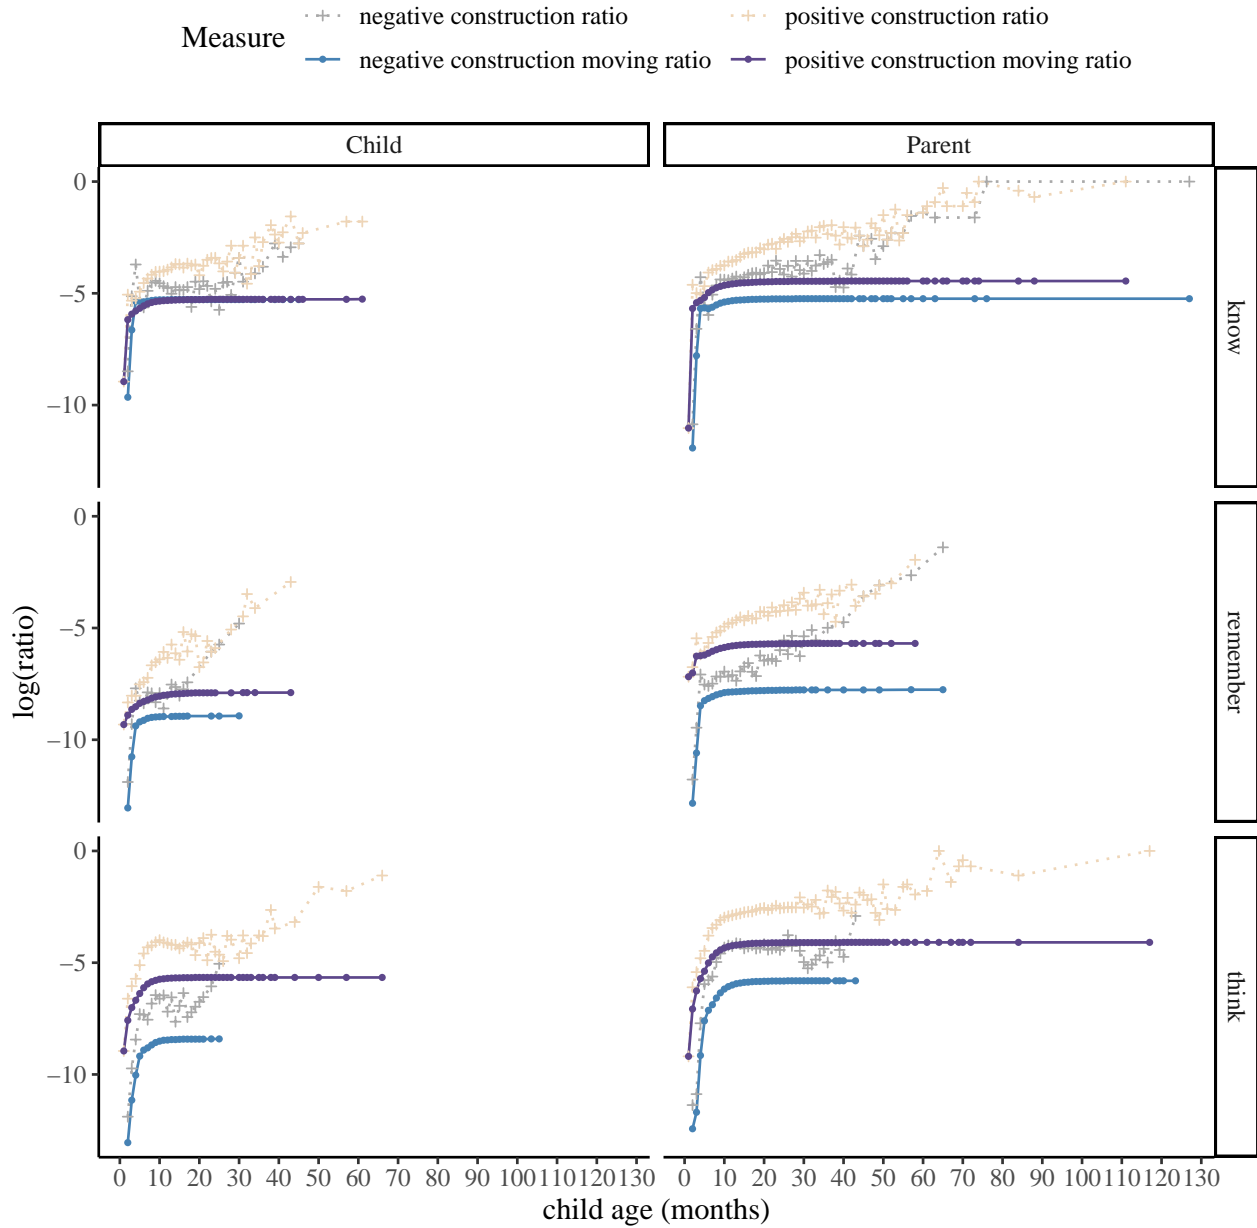 Measure
negative construction ratio
positive construction ratio
negative construction moving ratio
positive construction moving ratio
Child
Parent
0
−5
−10
know
0
−5
−10
remember
0
−5
−10
think
log(ratio)
0 10 20 30 40 50 60 70 80 90 100 110 120 130
0 10 20 30 40 50 60 70 80 90 100 110 120 130
child age (months)